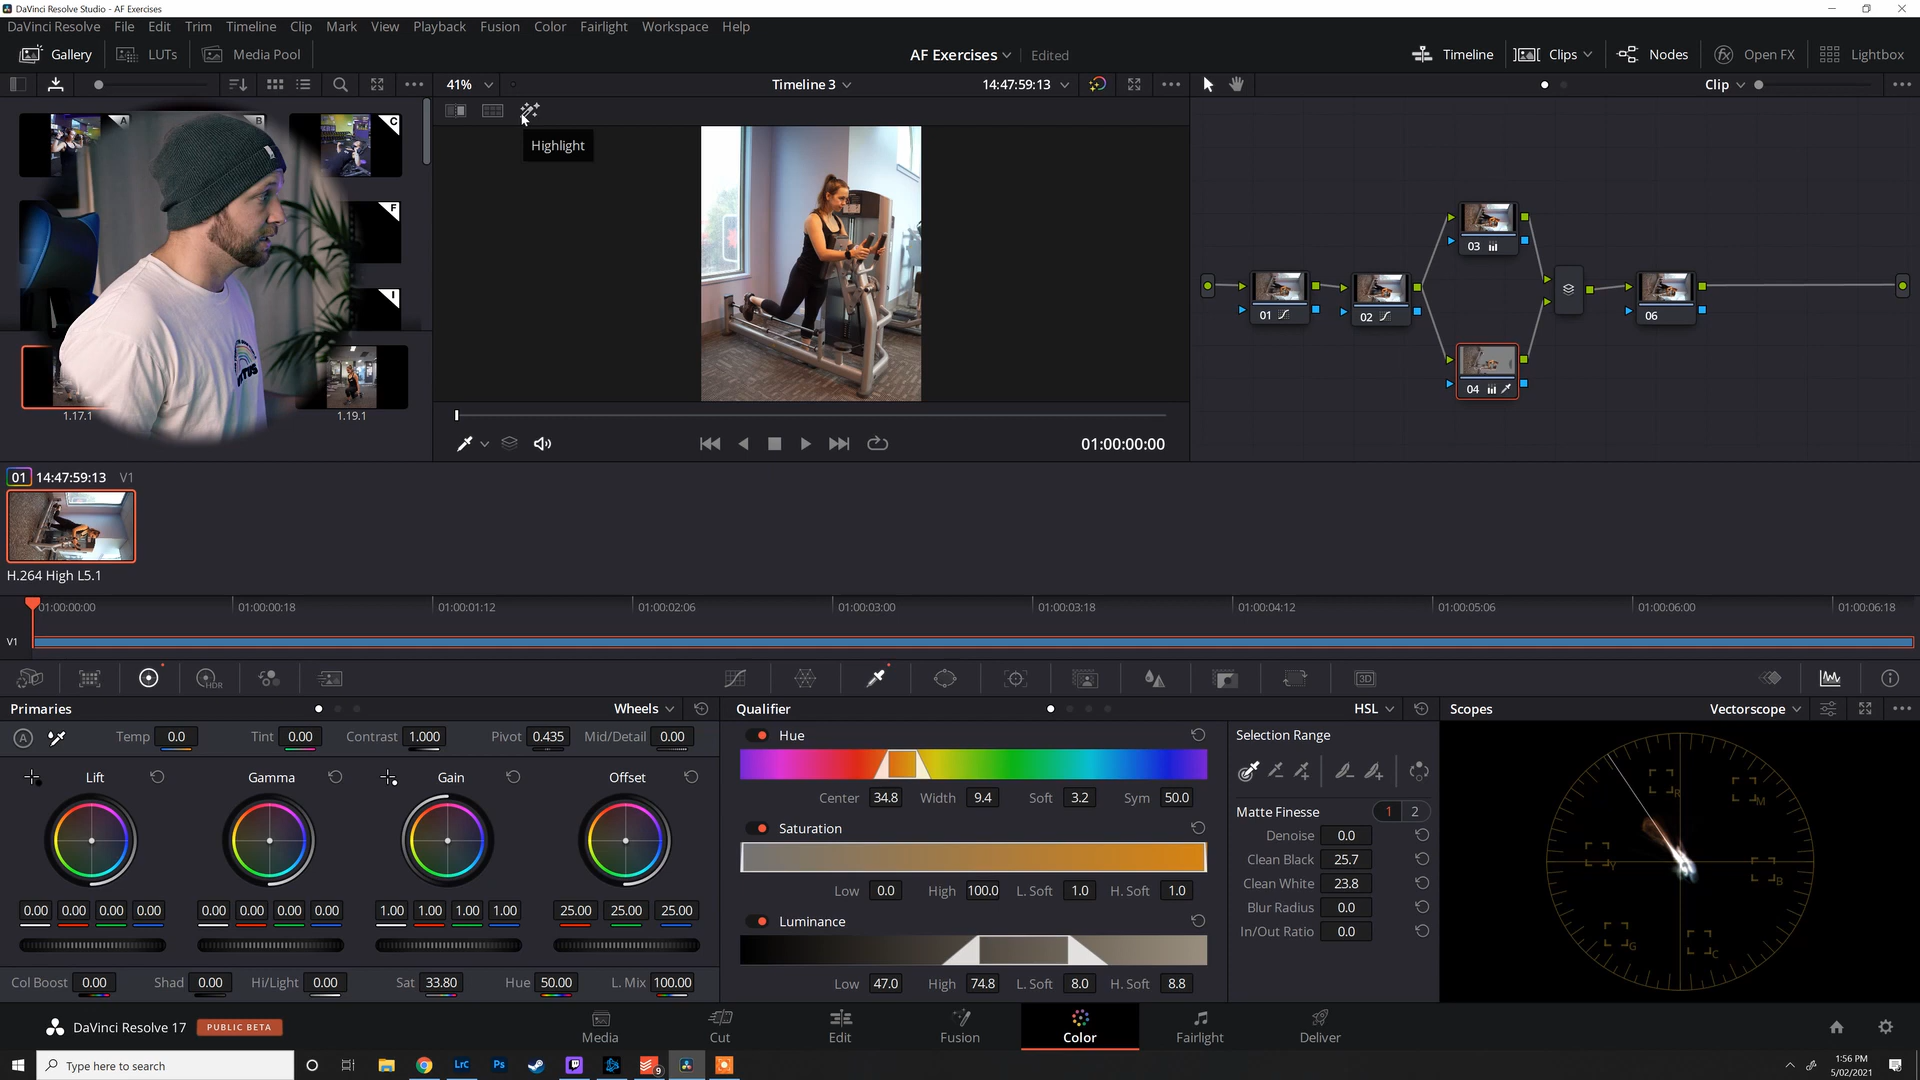 DaVinci Resolve Studio - AF Exercises
DaVinci Resolve File Edit Trim Timeline Clip Mark View Playback Fusion Color Fairlight Workspace Help
Gallery LUTs Media Pool AF Exercises Edited Timeline Clips Nodes Open FX Lightbox
41% Timeline 3 14:47:59:13 Clip
Highlight
A B C
F
I
1.17.1 1.19.1
03
01 02 06
04
01:00:00:00
01 14:47:59:13 V1
H.264 High L5.1
01:00:00:00 01:00:00:18 01:00:01:12 01:00:02:06 01:00:03:00 01:00:03:18 01:00:04:12 01:00:05:06 01:00:06:00 01:00:06:18
V1
HDR 3D
Primaries Wheels Qualifier HSL Scopes Vectorscope
A Temp 0.0 Tint 0.00 Contrast 1.000 Pivot 0.435 Mid/Detail 0.00
Lift Gamma Gain Offset
0.00 0.00 0.00 0.00 0.00 0.00 0.00 0.00 1.00 1.00 1.00 1.00 25.00 25.00 25.00
Col Boost 0.00 Shad 0.00 Hi/Light 0.00 Sat 33.80 Hue 50.00 L. Mix 100.00
Hue
Center 34.8 Width 9.4 Soft 3.2 Sym 50.0
Saturation
Low 0.0 High 100.0 L. Soft 1.0 H. Soft 1.0
Luminance
Low 47.0 High 74.8 L. Soft 8.0 H. Soft 8.8
Selection Range
Matte Finesse 1 2
Denoise 0.0
Clean Black 25.7
Clean White 23.8
Blur Radius 0.0
In/Out Ratio 0.0
R M
Y B
G C
DaVinci Resolve 17 PUBLIC BETA
Media Cut Edit Fusion Color Fairlight Deliver
Type here to search LrC Ps 9
1:56 PM
5/02/2021